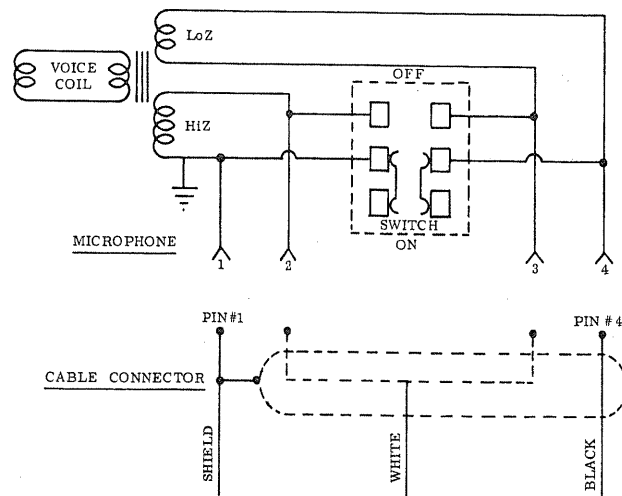 LoZ
VOICE
COIL
OFF
HiZ
SWITCH
ON
MICROPHONE
1
2
3
4
PIN #1
PIN #4
CABLE CONNECTOR
SHIELD
WHITE
BLACK